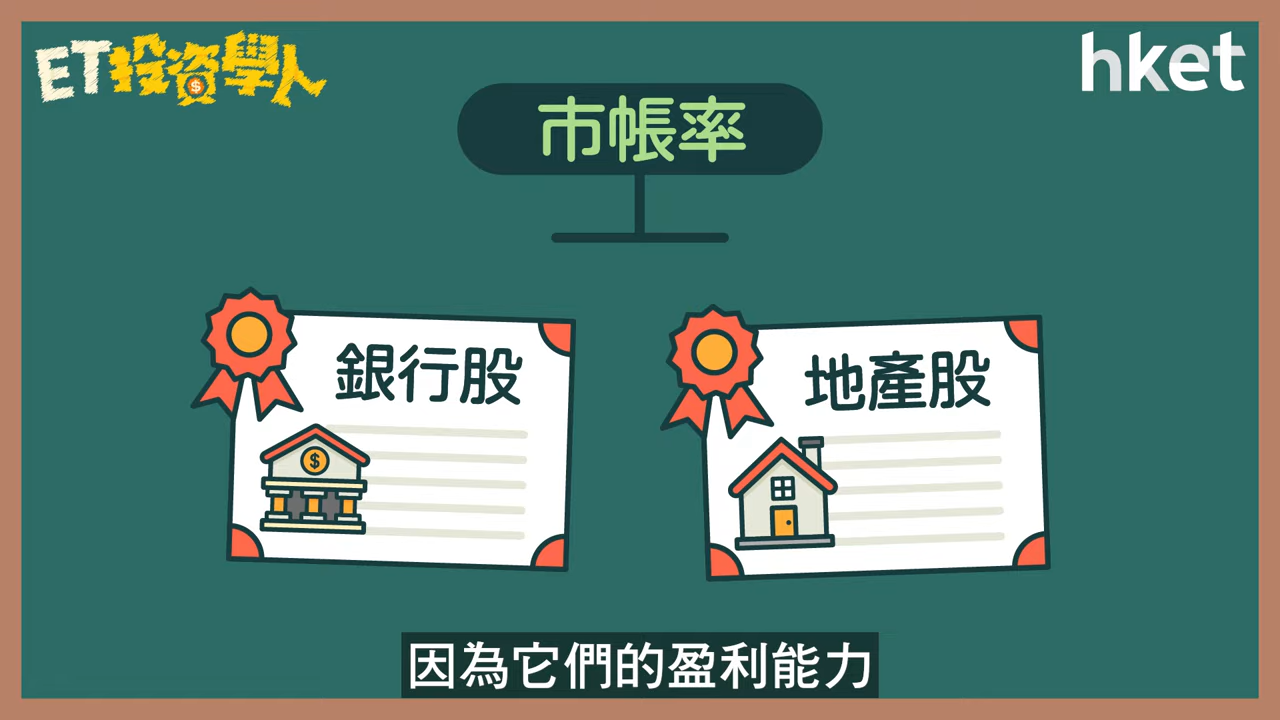 ET投資學人
hket
市帳率
銀行股
地產股
因為它們的盈利能力